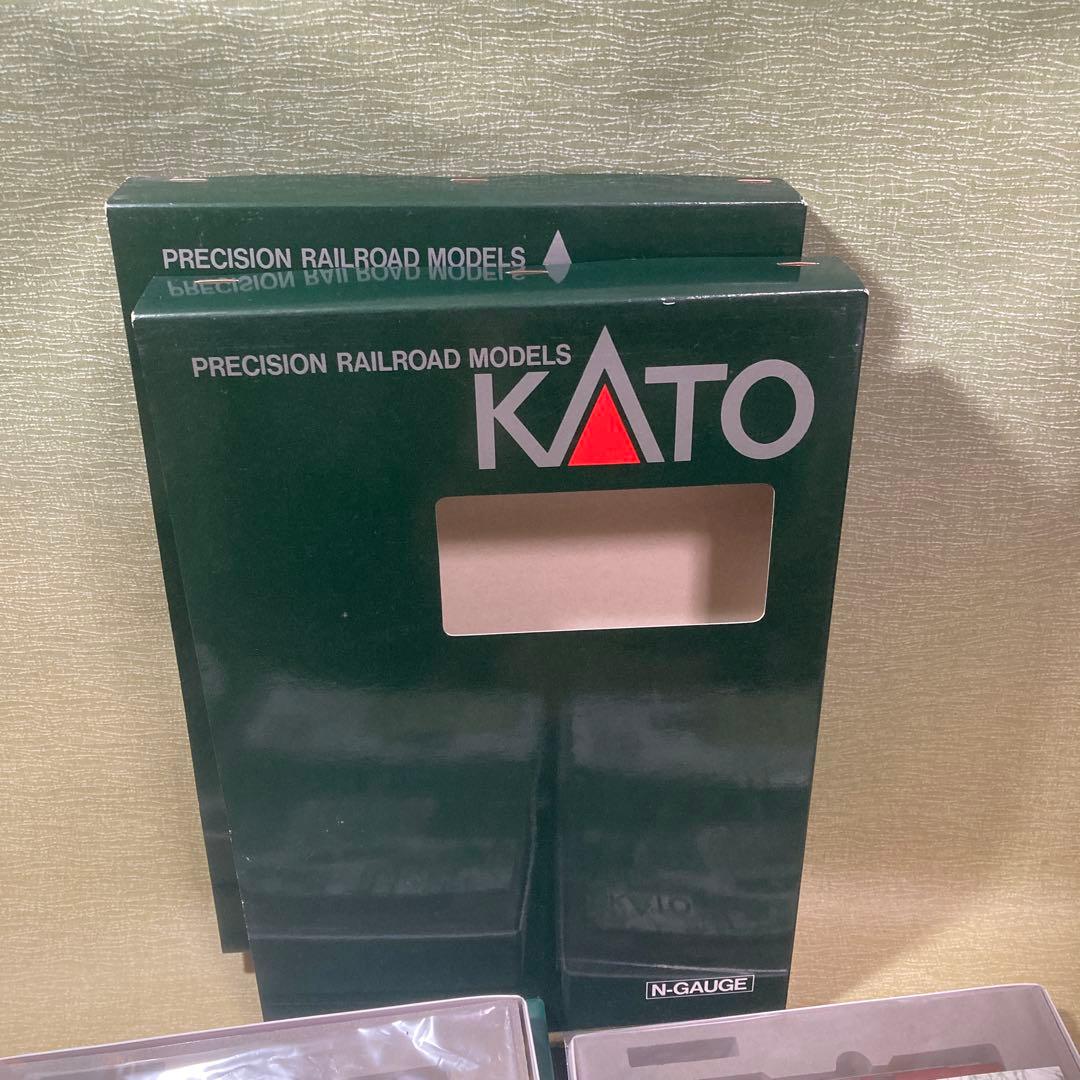 PRECISION RAILROAD MODELS
PRECISION RAILROAD MODELS
KATO
N-GAUGE